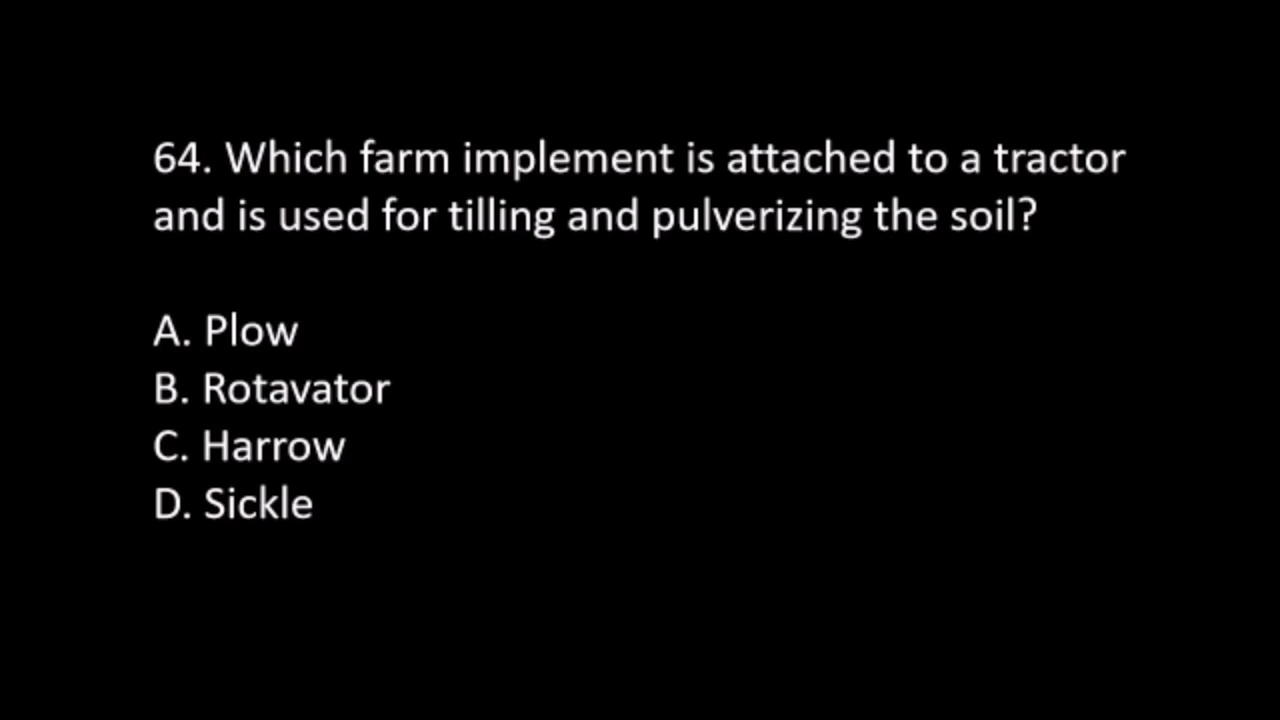 64. Which farm implement is attached to a tractor
and is used for tilling and pulverizing the soil?
A. Plow
B. Rotavator
C. Harrow
D. Sickle